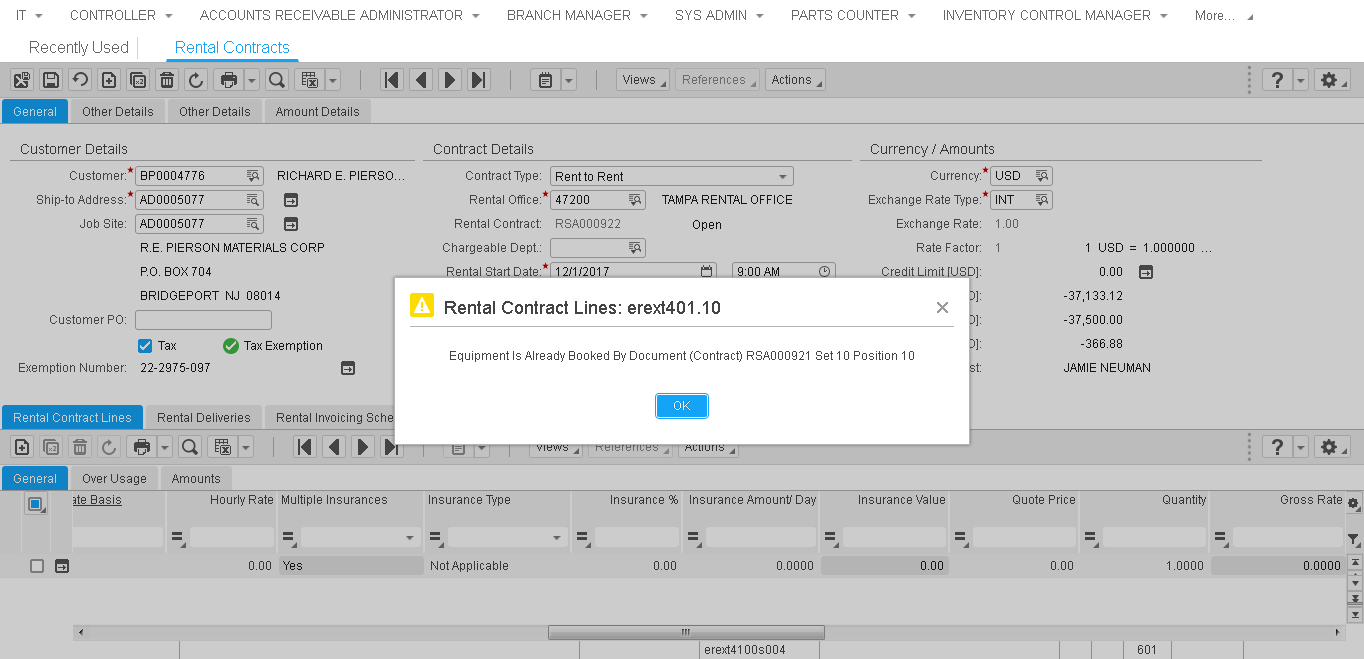 IT CONTROLLER ACCOUNTS RECEIVABLE ADMINISTRATOR BRANCH MANAGER SYS ADMIN PARTS COUNTER INVENTORY CONTROL MANAGER More...
Recently Used Rental Contracts
Views References Actions ?
General Other Details Other Details Amount Details
Customer Details Contract Details Currency / Amounts
Customer:* BP0004776 RICHARD E. PIERSO... Contract Type: Rent to Rent Currency:* USD
Ship-to Address:* AD0005077 Rental Office:* 47200 TAMPA RENTAL OFFICE Exchange Rate Type:* INT
Job Site: AD0005077 Rental Contract: RSA000922 Open Exchange Rate: 1.00
R.E. PIERSON MATERIALS CORP Chargeable Dept.: Rate Factor: 1 1 USD = 1.000000 ...
P.O. BOX 704 Rental Start Date:* 12/1/2017 9:00 AM Credit Limit [USD]: 0.00
BRIDGEPORT NJ 08014 D]: -37,133.12
Customer PO: D]: -37,500.00
Tax Tax Exemption D]: -366.88
Exemption Number: 22-2975-097 st: JAMIE NEUMAN
Rental Contract Lines: erext401.10
Equipment Is Already Booked By Document (Contract) RSA000921 Set 10 Position 10
OK
Rental Contract Lines Rental Deliveries Rental Invoicing Sche
Views References Actions ?
General Over Usage Amounts
ate Basis Hourly Rate Multiple Insurances Insurance Type Insurance % Insurance Amount/ Day Insurance Value Quote Price Quantity Gross Rate
0.00 Yes Not Applicable 0.00 0.0000 0.00 0.00 1.0000 0.0000
erext4100s004 601